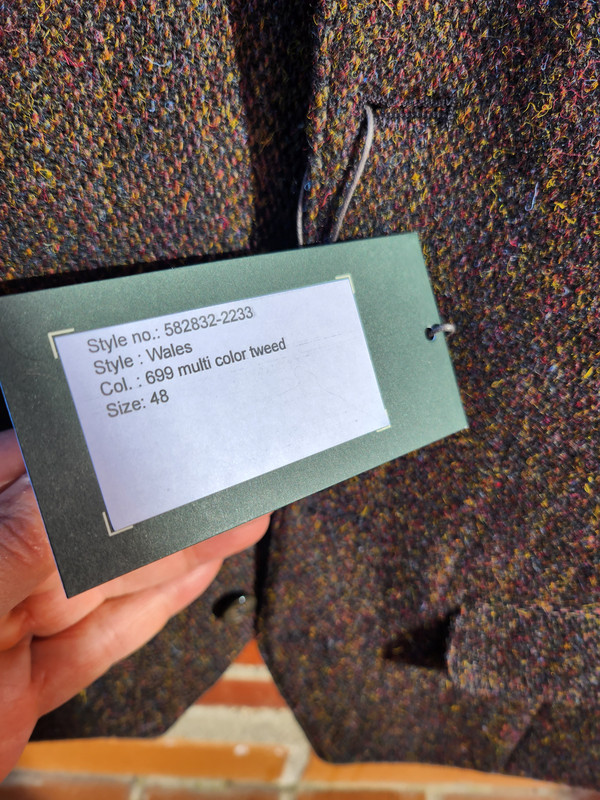 Style no.: 582832-2233
Style : Wales
Col. : 699 multi color tweed
Size: 48